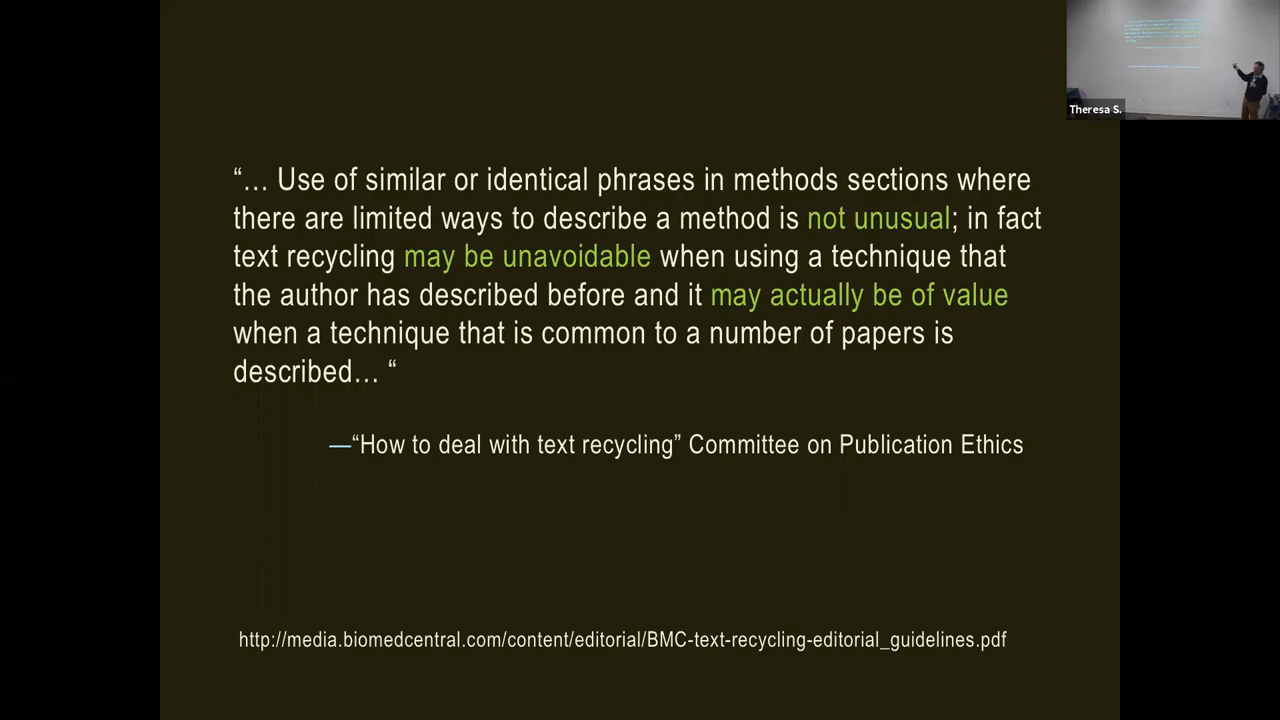 “… Use of similar or identical phrases in methods sections where
there are limited ways to describe a method is not unusual; in fact
text recycling may be unavoidable when using a technique that
the author has described before and it may actually be of value
when a technique that is common to a number of papers is
described… “
—“How to deal with text recycling” Committee on Publication Ethics
http://media.biomedcentral.com/content/editorial/BMC-text-recycling-editorial_guidelines.pdf
Theresa S.